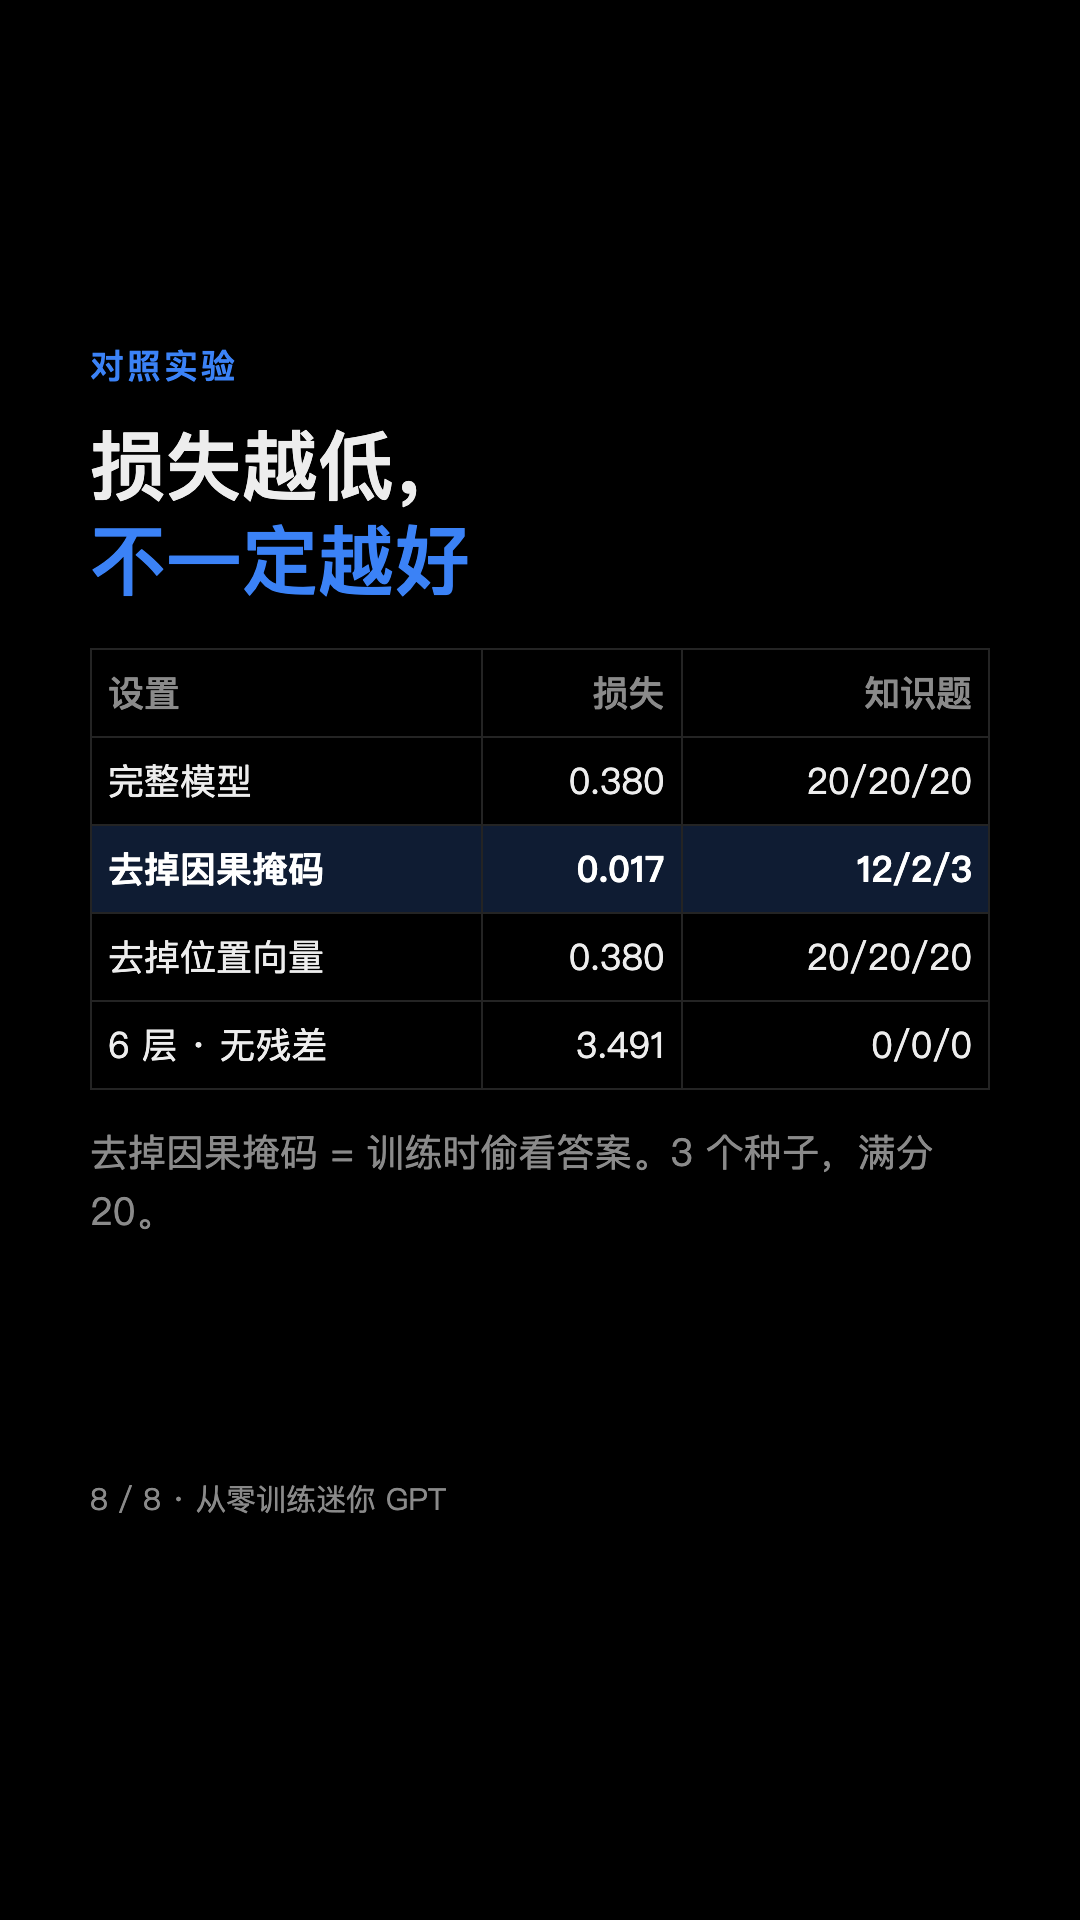 对照实验
损失越低，
不一定越好
设置 损失 知识题
完整模型 0.380 20/20/20
去掉因果掩码 0.017 12/2/3
去掉位置向量 0.380 20/20/20
6 层 · 无残差 3.491 0/0/0
去掉因果掩码 = 训练时偷看答案。3 个种子，满分
20。
8 / 8 · 从零训练迷你 GPT